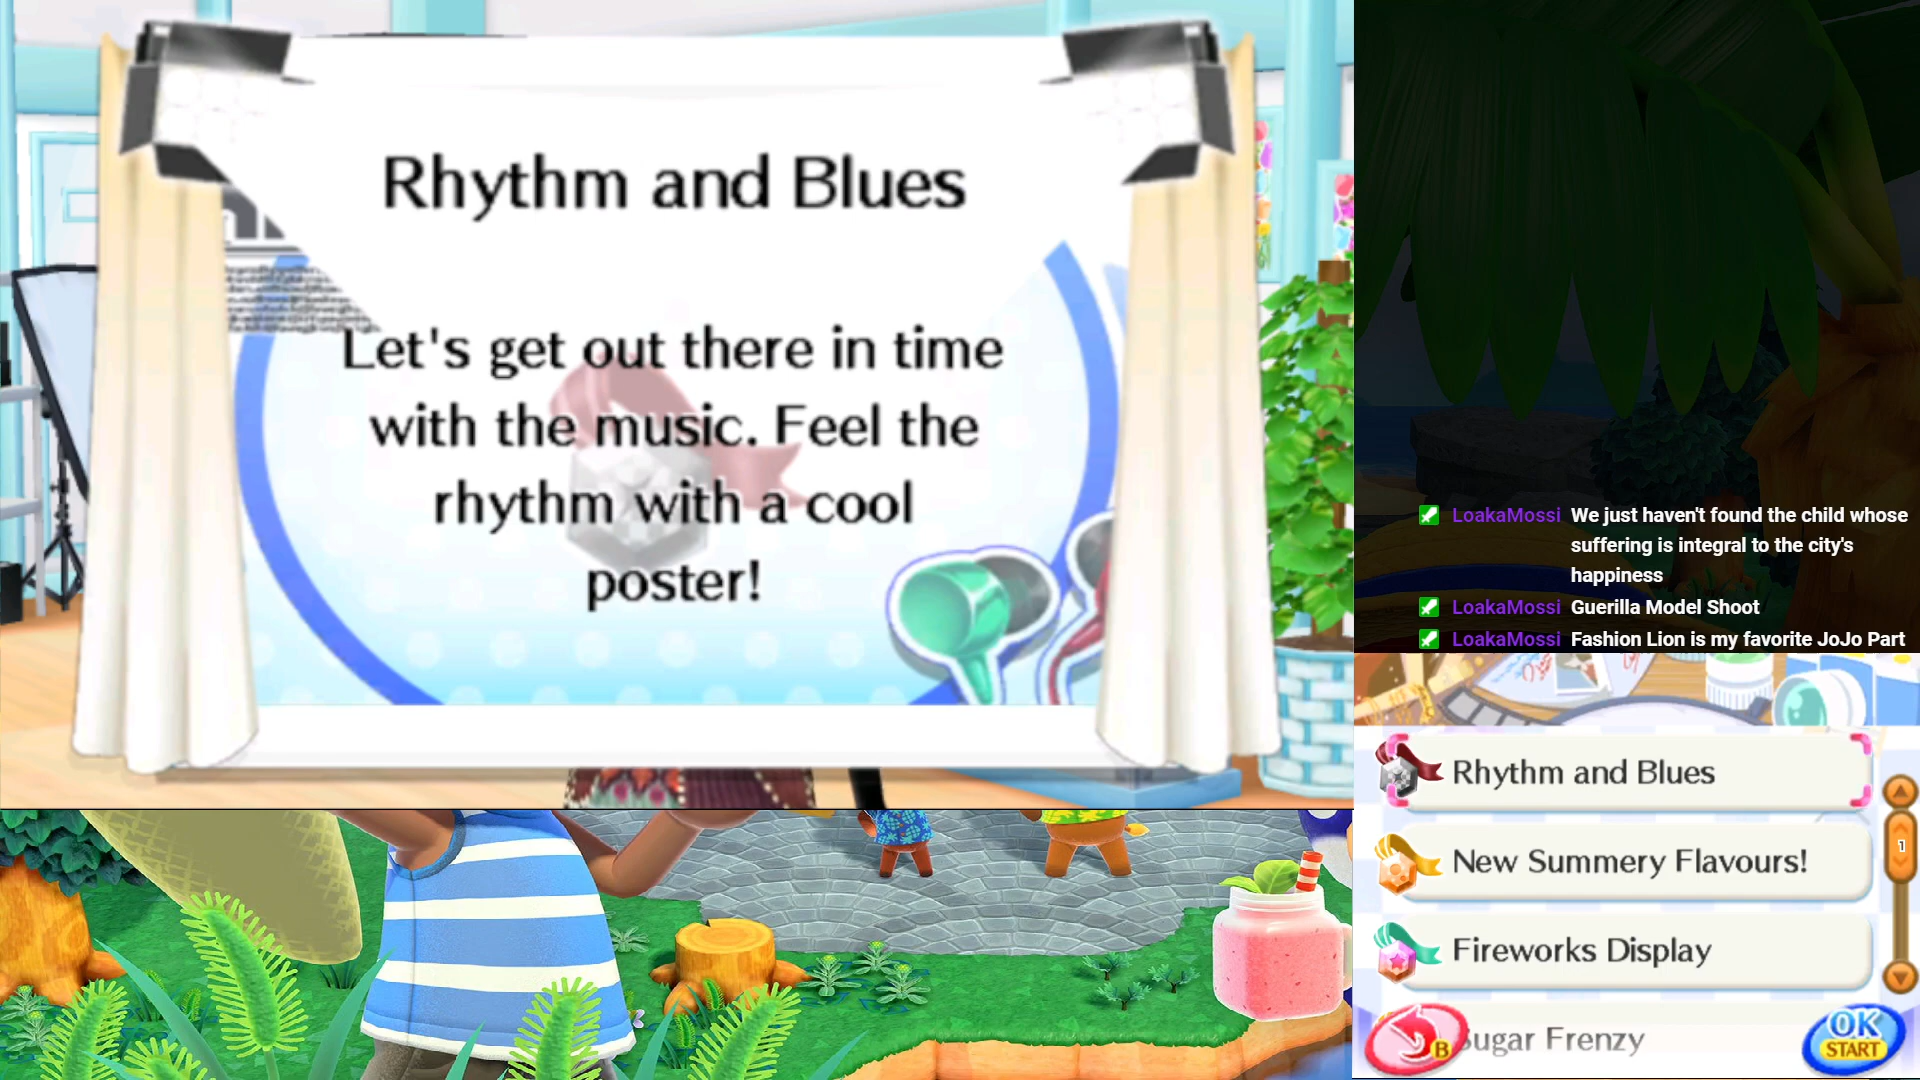 Rhythm and Blues
Let's get out there in time
with the music. Feel the
rhythm with a cool
poster!
LoakaMossi We just haven't found the child whose
suffering is integral to the city's
happiness
LoakaMossi Guerilla Model Shoot
LoakaMossi Fashion Lion is my favorite JoJo Part
Rhythm and Blues
New Summery Flavours!
Fireworks Display
Sugar Frenzy
1
B
OK
START